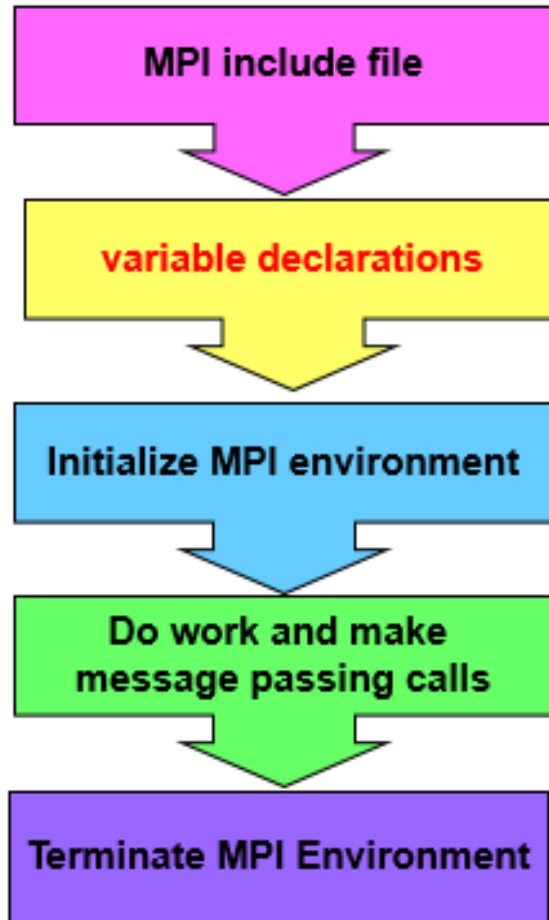 MPI include file
variable declarations
Initialize MPI environment
Do work and make
message passing calls
Terminate MPI Environment